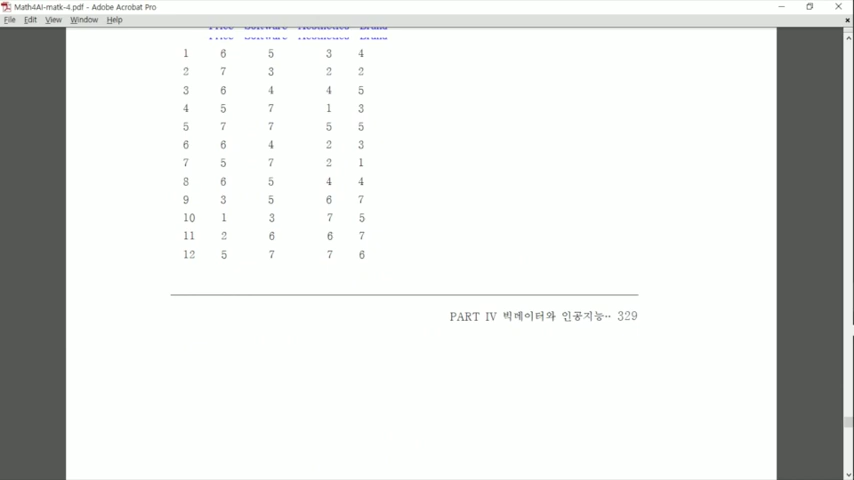 Math4AI-matk-4.pdf - Adobe Acrobat Pro
File Edit View Window Help
Price Software Aesthetics Brand
1 6 5 3 4
2 7 3 2 2
3 6 4 4 5
4 5 7 1 3
5 7 7 5 5
6 6 4 2 3
7 5 7 2 1
8 6 5 4 4
9 3 5 6 7
10 1 3 7 5
11 2 6 6 7
12 5 7 7 6
PART IV 빅데이터와 인공지능·· 329